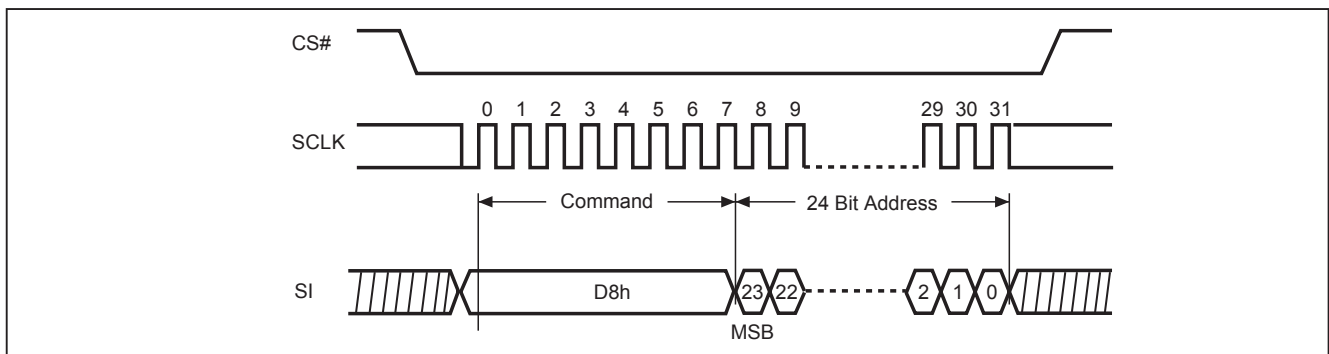 CS#
0 1 2 3 4 5 6 7 8 9 29 30 31
SCLK
Command 24 Bit Address
SI D8h 23 22 2 1 0
MSB